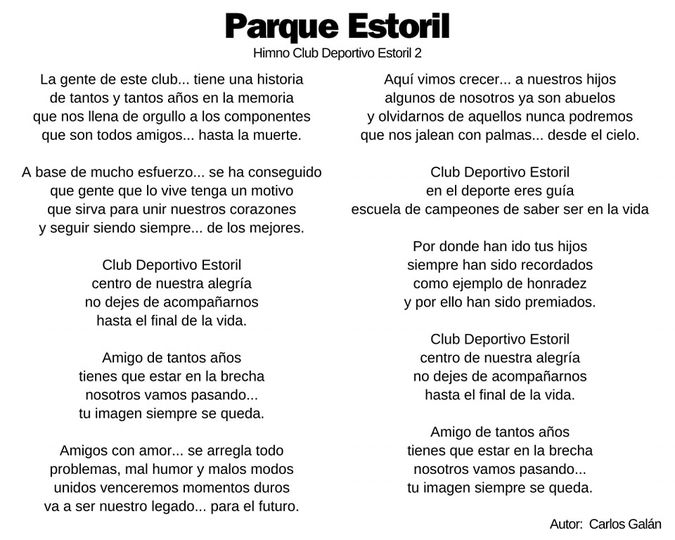 Parque Estoril
Himno Club Deportivo Estoril 2
La gente de este club... tiene una historia
de tantos y tantos años en la memoria
que nos llena de orgullo a los componentes
que son todos amigos... hasta la muerte.
A base de mucho esfuerzo... se ha conseguido
que gente que lo vive tenga un motivo
que sirva para unir nuestros corazones
y seguir siendo siempre... de los mejores.
Club Deportivo Estoril
centro de nuestra alegría
no dejes de acompañarnos
hasta el final de la vida.
Amigo de tantos años
tienes que estar en la brecha
nosotros vamos pasando...
tu imagen siempre se queda.
Amigos con amor... se arregla todo
problemas, mal humor y malos modos
unidos venceremos momentos duros
va a ser nuestro legado... para el futuro.
Aquí vimos crecer... a nuestros hijos
algunos de nosotros ya son abuelos
y olvidarnos de aquellos nunca podremos
que nos jalean con palmas... desde el cielo.
Club Deportivo Estoril
en el deporte eres guía
escuela de campeones de saber ser en la vida
Por donde han ido tus hijos
siempre han sido recordados
como ejemplo de honradez
y por ello han sido premiados.
Club Deportivo Estoril
centro de nuestra alegría
no dejes de acompañarnos
hasta el final de la vida.
Amigo de tantos años
tienes que estar en la brecha
nosotros vamos pasando...
tu imagen siempre se queda.
Autor: Carlos Galán